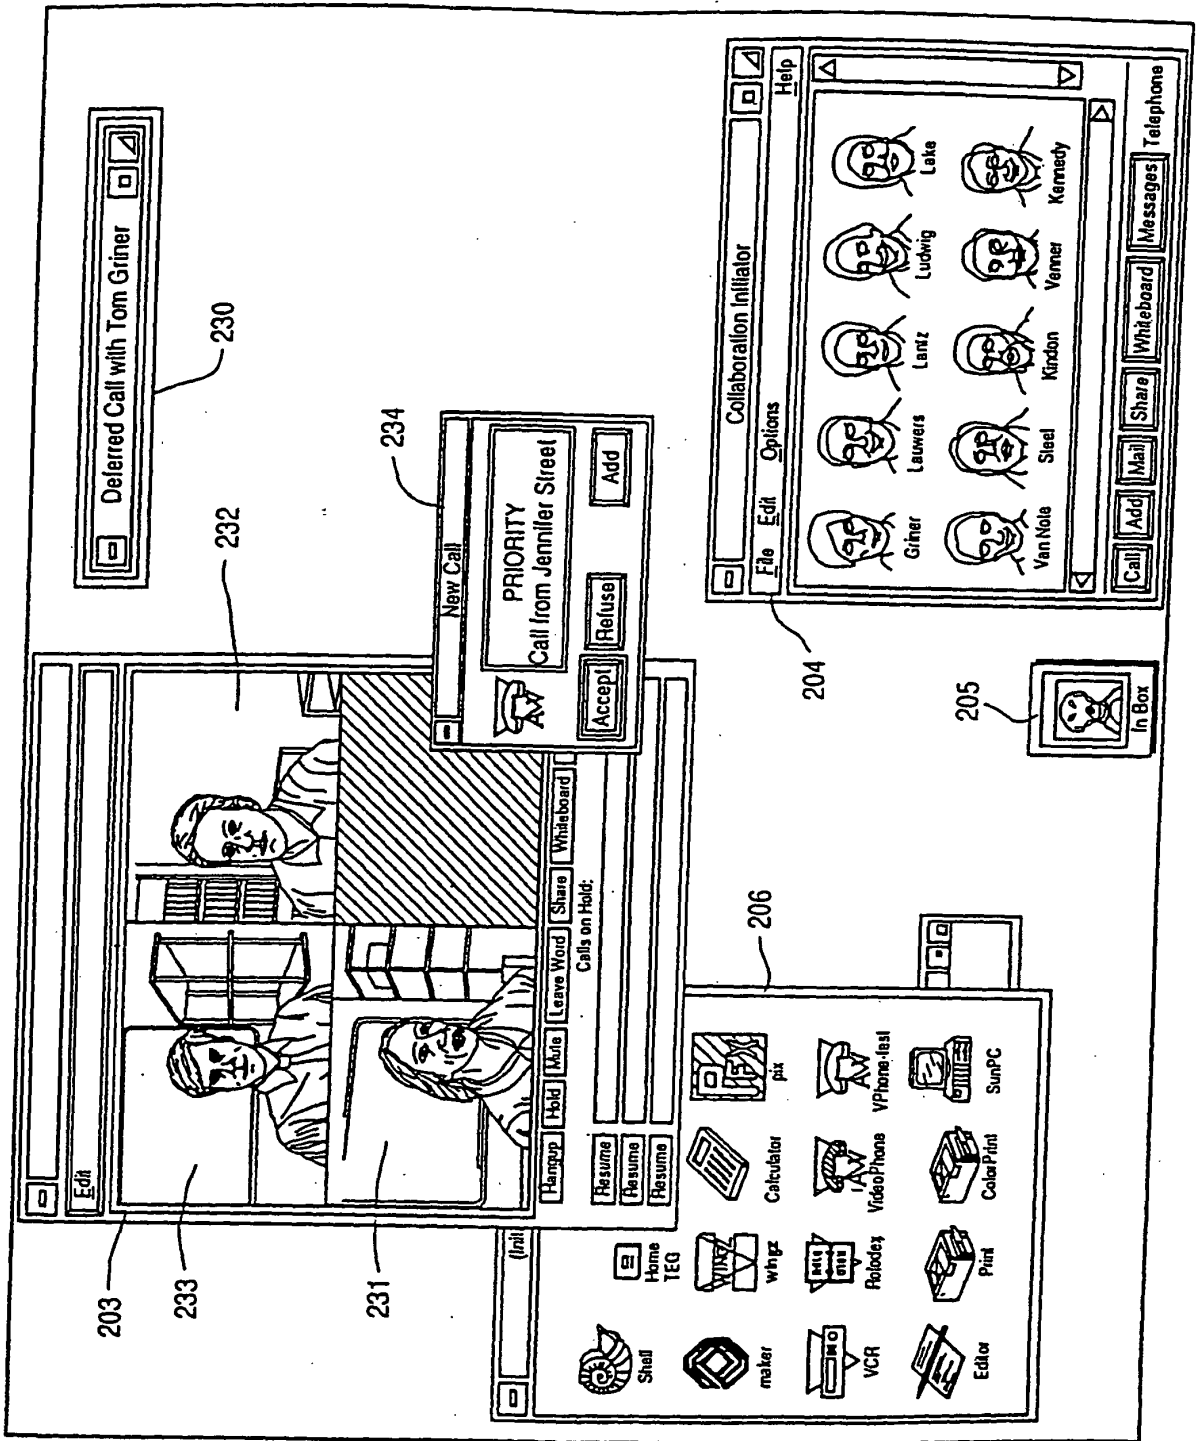 Deferred Call with Tom Griner
230
203
233
231
232
Edit
Hangup Hold Mute Leave Word Share Whiteboard
Calls on Hold:
Resume
Resume
Resume
234
New Call
PRIORITY
Call from Jennifer Street
Accept Refuse Add
204
Collaboration Initiator
File Edit Options Help
Griner Lauwers Lantz Ludwig Lake
Van Note Steel Kindon Venner Kennedy
Call Add Mail Share Whiteboard Messages Telephone
205
In Box
206
(Init
Home
TEG
Shell
maker wingz Calculator pix
VCR Rolodex VideoPhone VPhone-test
Editor Print ColorPrint SunPC